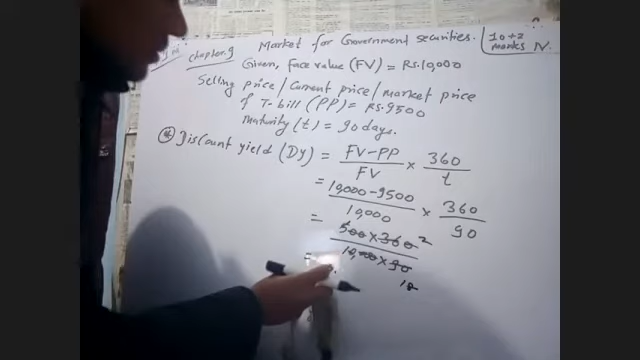 chapter.9 Market for Government securities. 10+2 marks IV.
Given, Face value (FV) = Rs.10,000
Selling price / Current price / market price
of T-bill (PP) = Rs.9500
Maturity (t) = 90 days.
Discount yield (Dy) = FV-PP / FV × 360 / t
= 10,000-9500 / 10,000 × 360 / 90
= 500 × 360 2 / 10,000 × 90